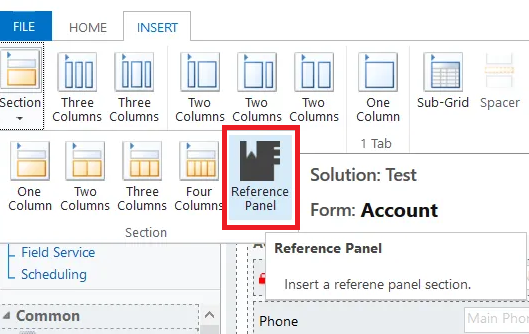 FILE HOME INSERT
Section Three Columns Three Columns Two Columns Two Columns Two Columns One Column Sub-Grid Spacer
1 Tab
One Column Two Columns Three Columns Four Columns Reference Panel
Section
Solution: Test
Form: Account
Reference Panel
Insert a referene panel section.
Field Service
Scheduling
Common
Phone Main Pho